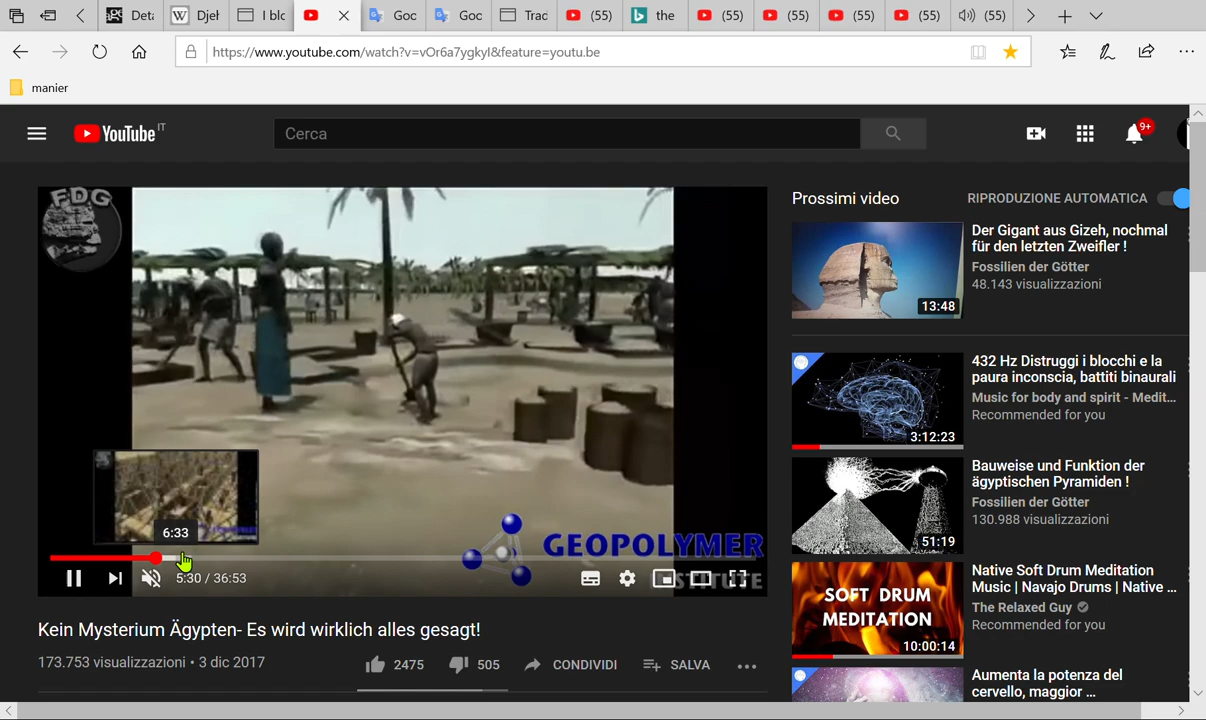 Deta
Djeh
I blo
Goo
Goo
Trad
(55)
the
(55)
(55)
(55)
(55)
(55)
https://www.youtube.com/watch?v=vOr6a7ygkyI&feature=youtu.be
manier
YouTube IT
Cerca
9+
FDG
GEOPOLYMER
6:33
5:30 / 36:53
Kein Mysterium Ägypten- Es wird wirklich alles gesagt!
173.753 visualizzazioni • 3 dic 2017
2475
505
CONDIVIDI
SALVA
Prossimi video
RIPRODUZIONE AUTOMATICA
13:48
Der Gigant aus Gizeh, nochmal
für den letzten Zweifler !
Fossilien der Götter
48.143 visualizzazioni
3:12:23
432 Hz Distruggi i blocchi e la
paura inconscia, battiti binaurali
Music for body and spirit - Medit...
Recommended for you
51:19
Bauweise und Funktion der
ägyptischen Pyramiden !
Fossilien der Götter
130.988 visualizzazioni
SOFT DRUM
MEDITATION
10:00:14
Native Soft Drum Meditation
Music | Navajo Drums | Native ...
The Relaxed Guy
Recommended for you
Aumenta la potenza del
cervello, maggior ...